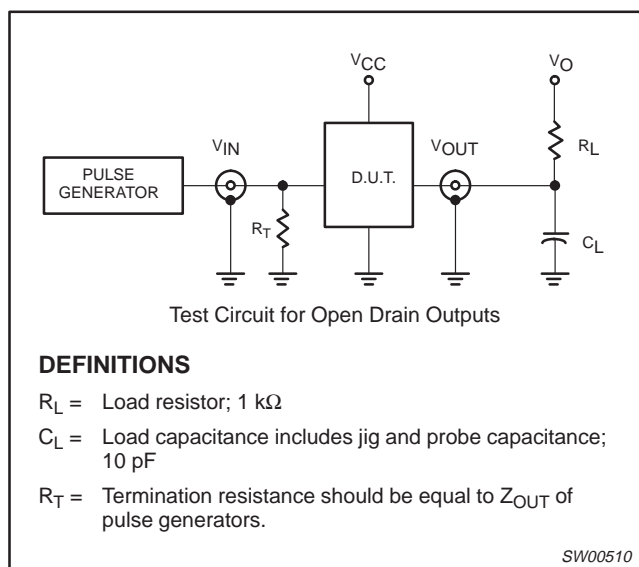 VCC
VO
VIN
VOUT
RL
PULSE
GENERATOR
D.U.T.
RT
CL
Test Circuit for Open Drain Outputs
DEFINITIONS
RL = Load resistor; 1 kΩ
CL = Load capacitance includes jig and probe capacitance;
10 pF
RT = Termination resistance should be equal to ZOUT of
pulse generators.
SW00510